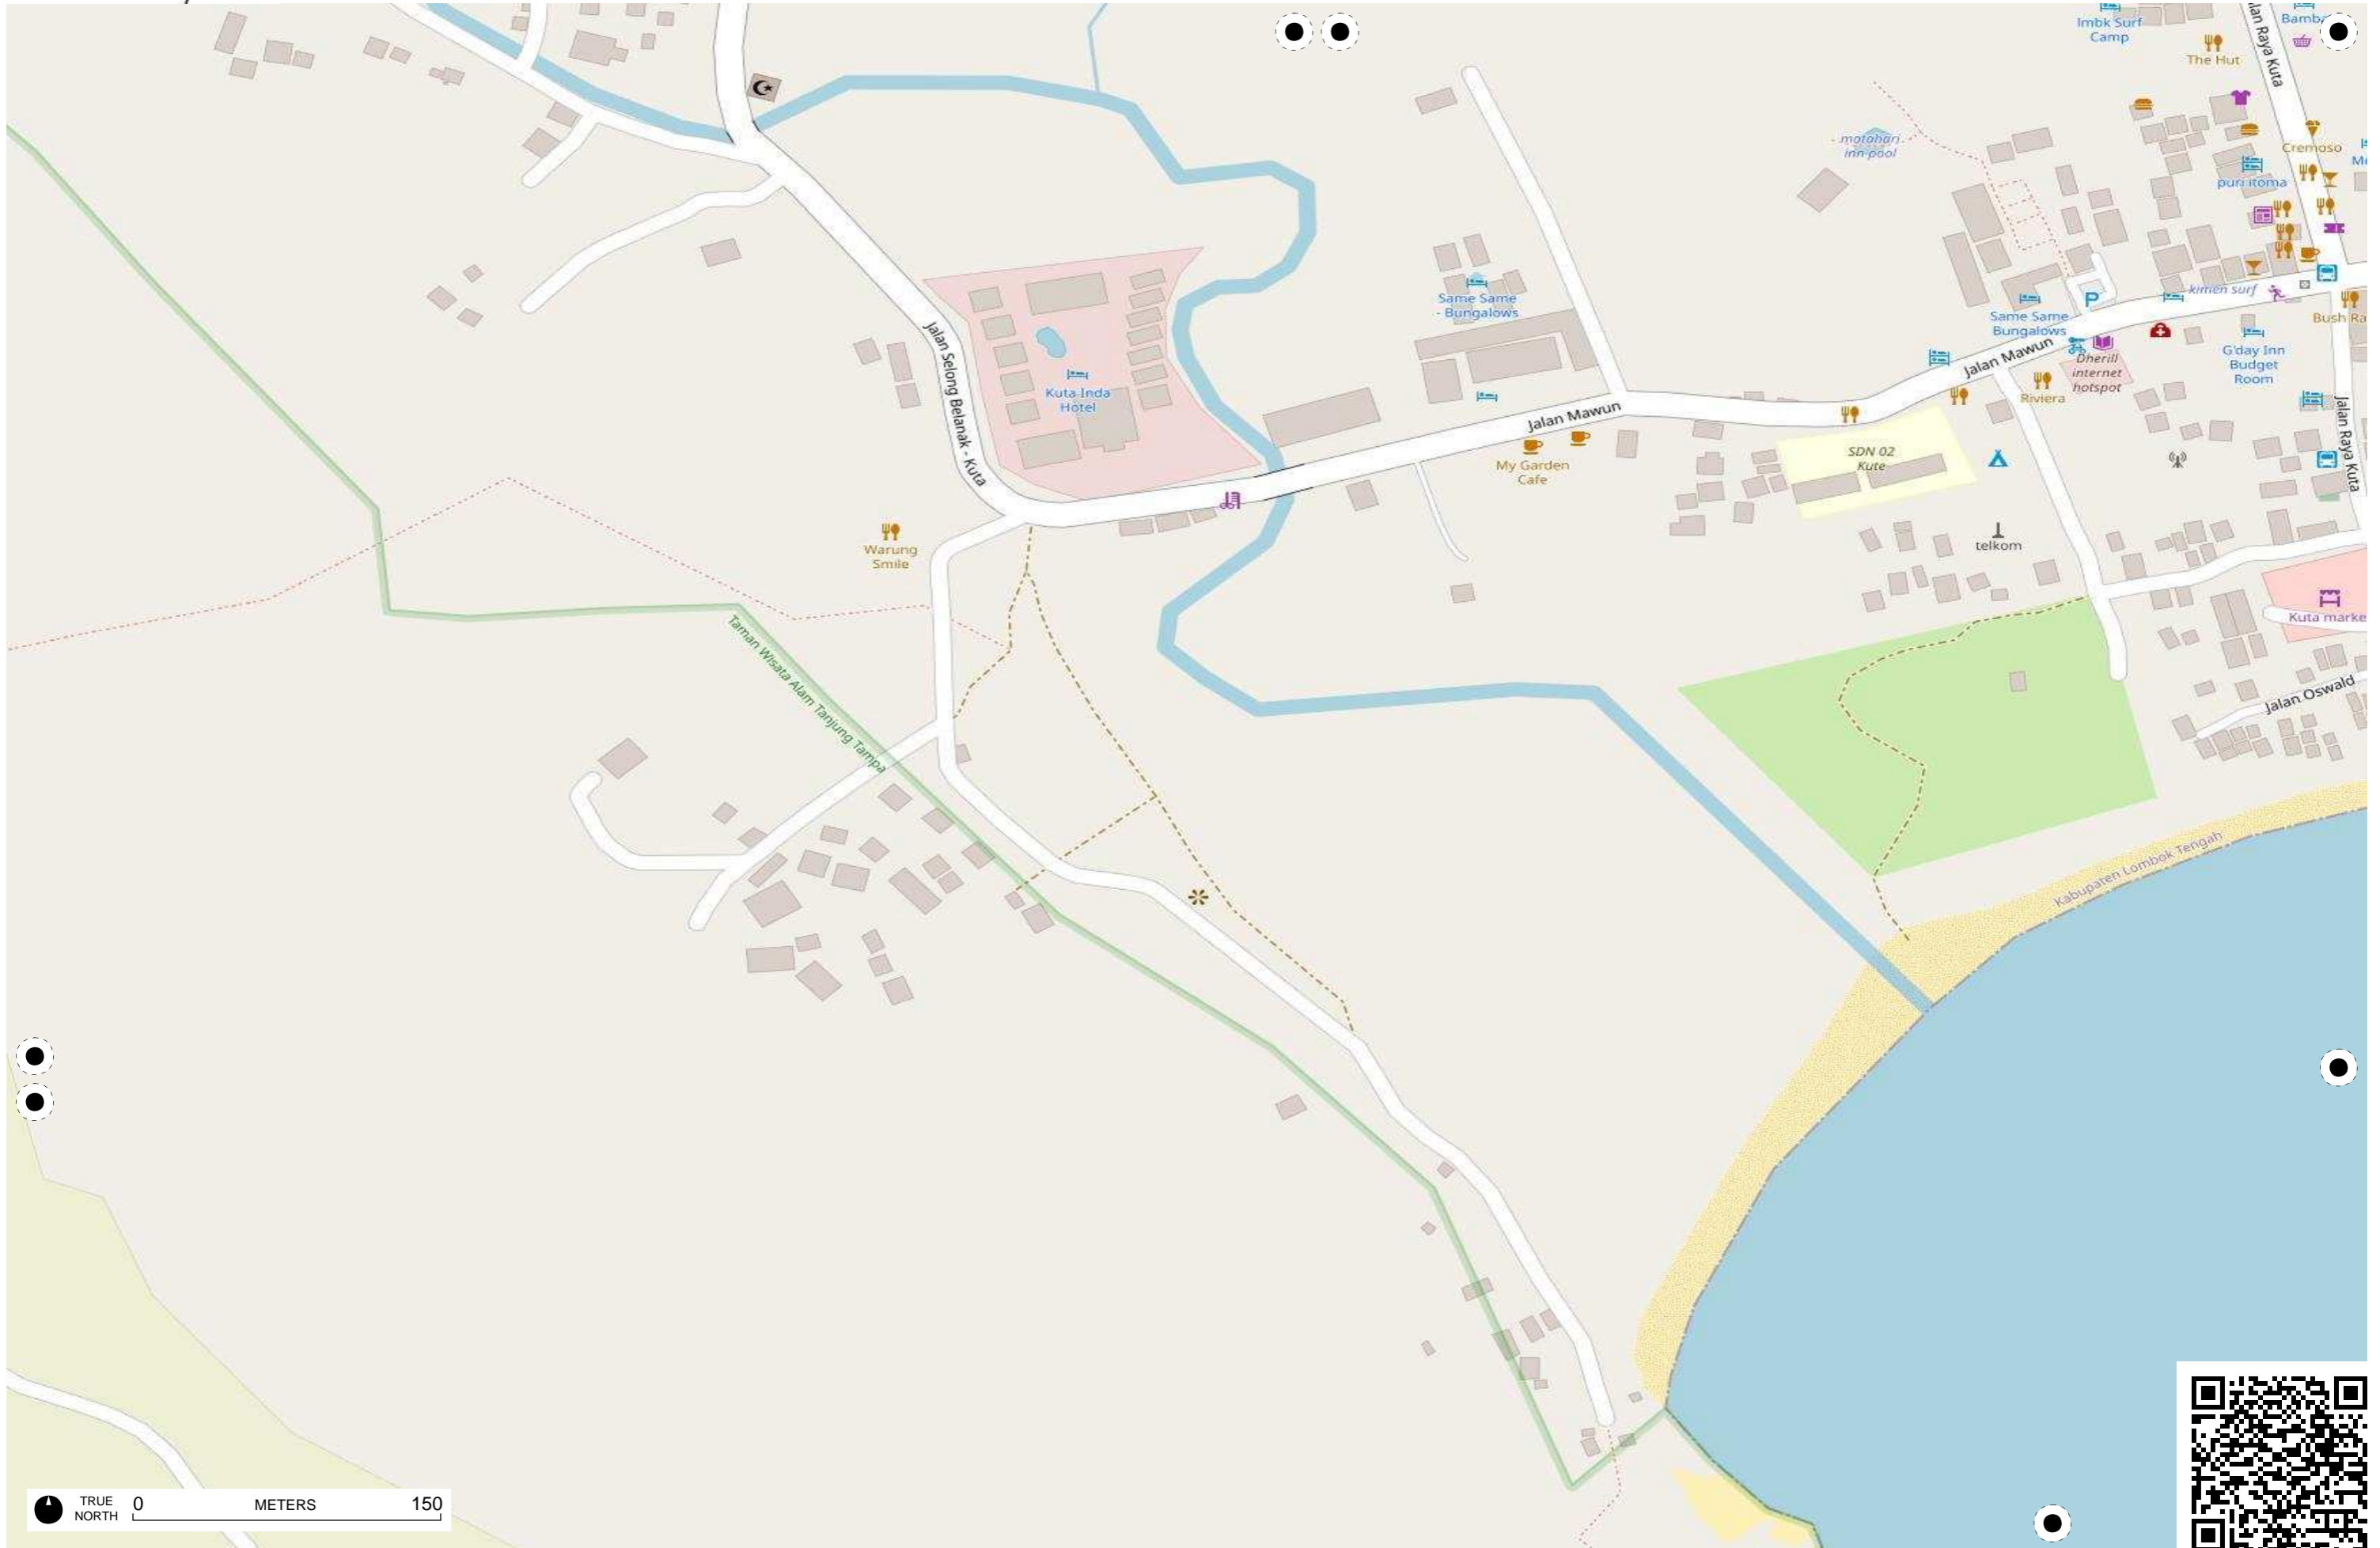 Imbk Surf
Camp
Bamba
The Hut
Jalan Raya Kuta
matahari
inn pool
Cremoso
puri itoma
kimen surf
Same Same
- Bungalows
Same Same
Bungalows
P
Bush Ra
Jalan Mawun
Dherill
internet
hotspot
G'day Inn
Budget
Room
Jalan Selong Belanak - Kuta
Kuta Inda
Hotel
Riviera
Jalan Mawun
Jalan Raya Kuta
My Garden
Cafe
SDN 02
Kute
Warung
Smile
telkom
Kuta marke
Taman Wisata Alam Tanjung Tampa
Jalan Oswald
Kabupaten Lombok Tengah
TRUE
NORTH
0 METERS 150